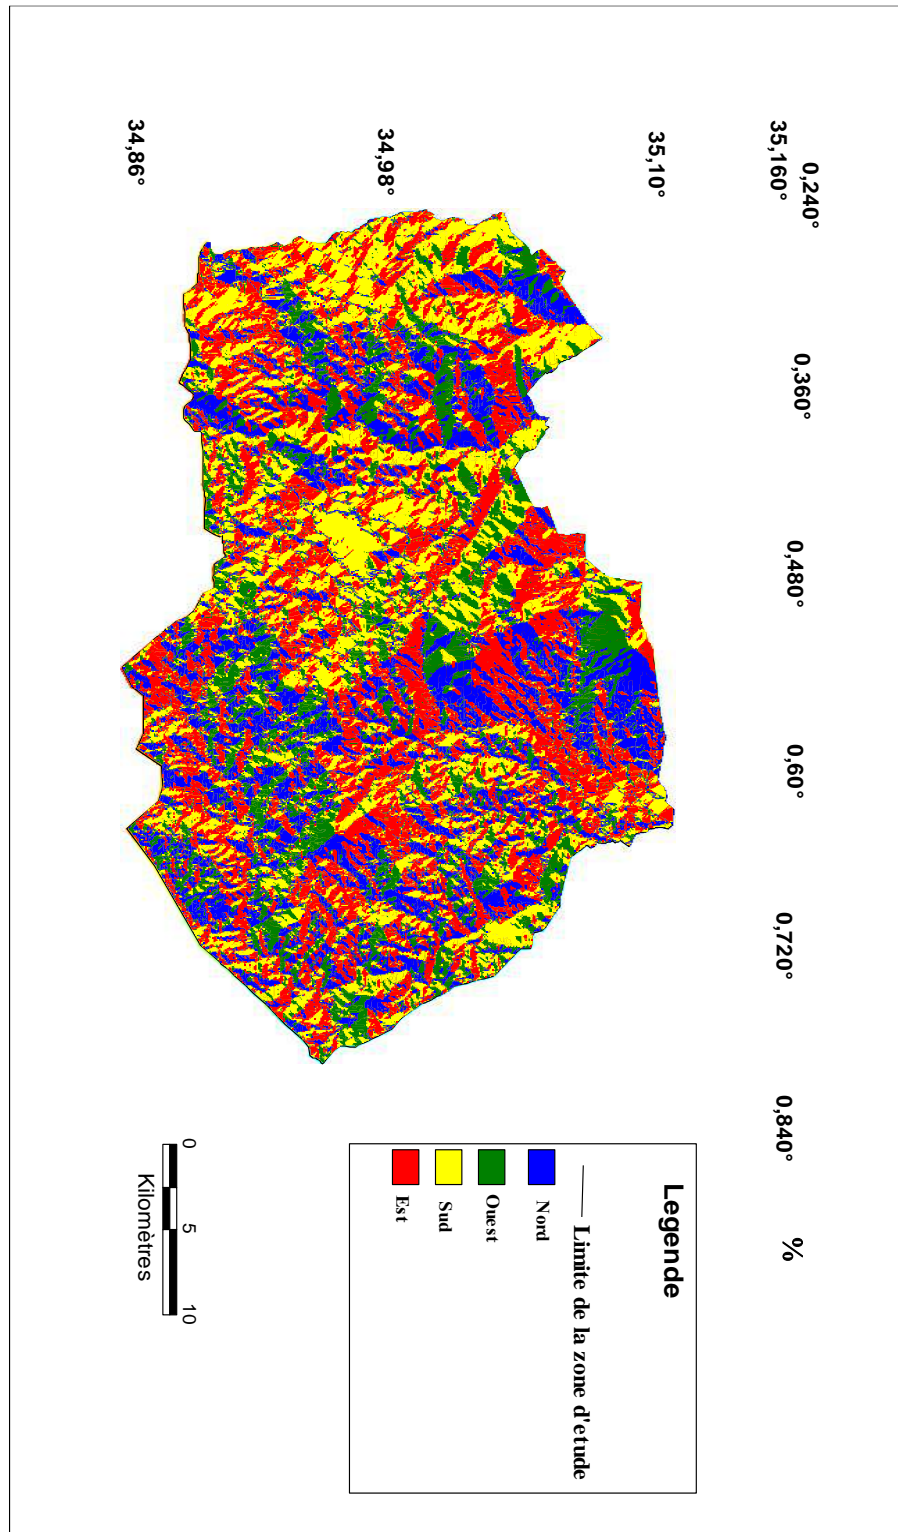 0,240°
0,360°
0,480°
0,60°
0,720°
0,840°
%
35,160°
35,10°
34,98°
34,86°
Legende
Limite de la zone d'etude
Nord
Ouest
Sud
Est
0
5
10
Kilomètres